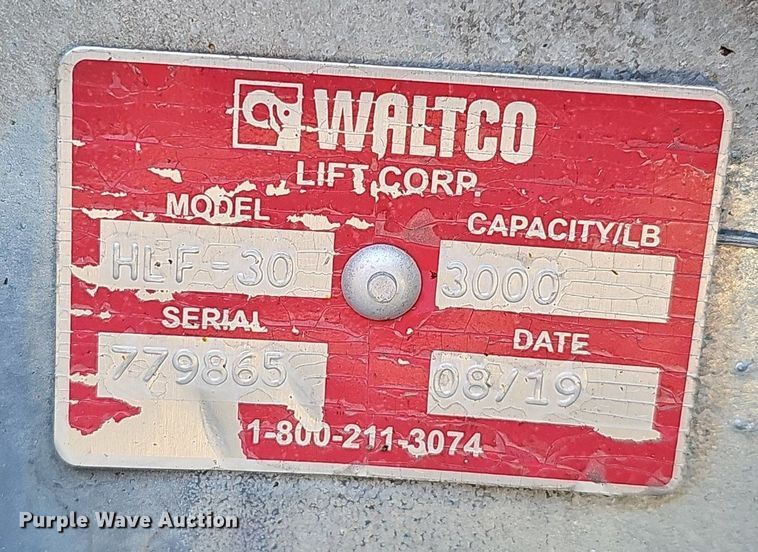 WALTCO
LIFT CORP.
MODEL
HLF-30
CAPACITY/LB
3000
SERIAL
779865
DATE
08/19
1-800-211-3074
Purple Wave Auction